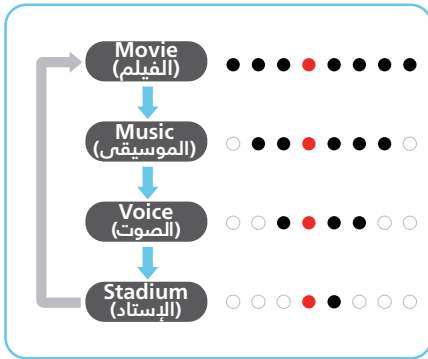 Movie
(الفيلم)
Music
(الموسيقى)
Voice
(الصوت)
Stadium
(الإستاد)